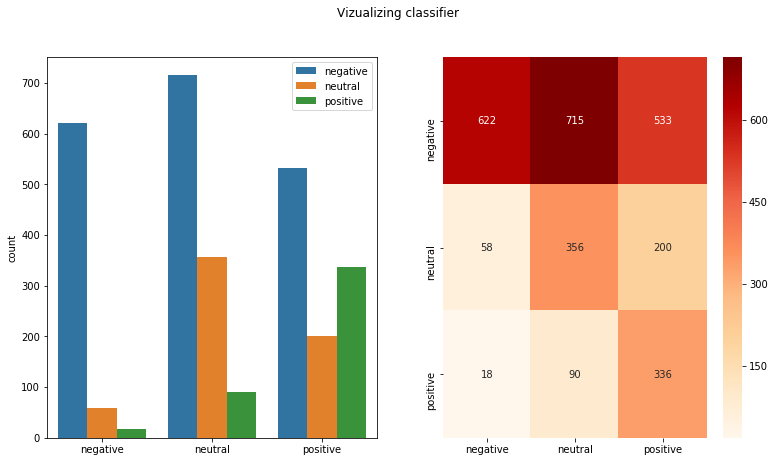 Vizualizing classifier
count
700
600
500
400
300
200
100
0
negative neutral positive
negative
neutral
positive
negative
neutral
positive
622 715 533
58 356 200
18 90 336
negative neutral positive
600
450
300
150